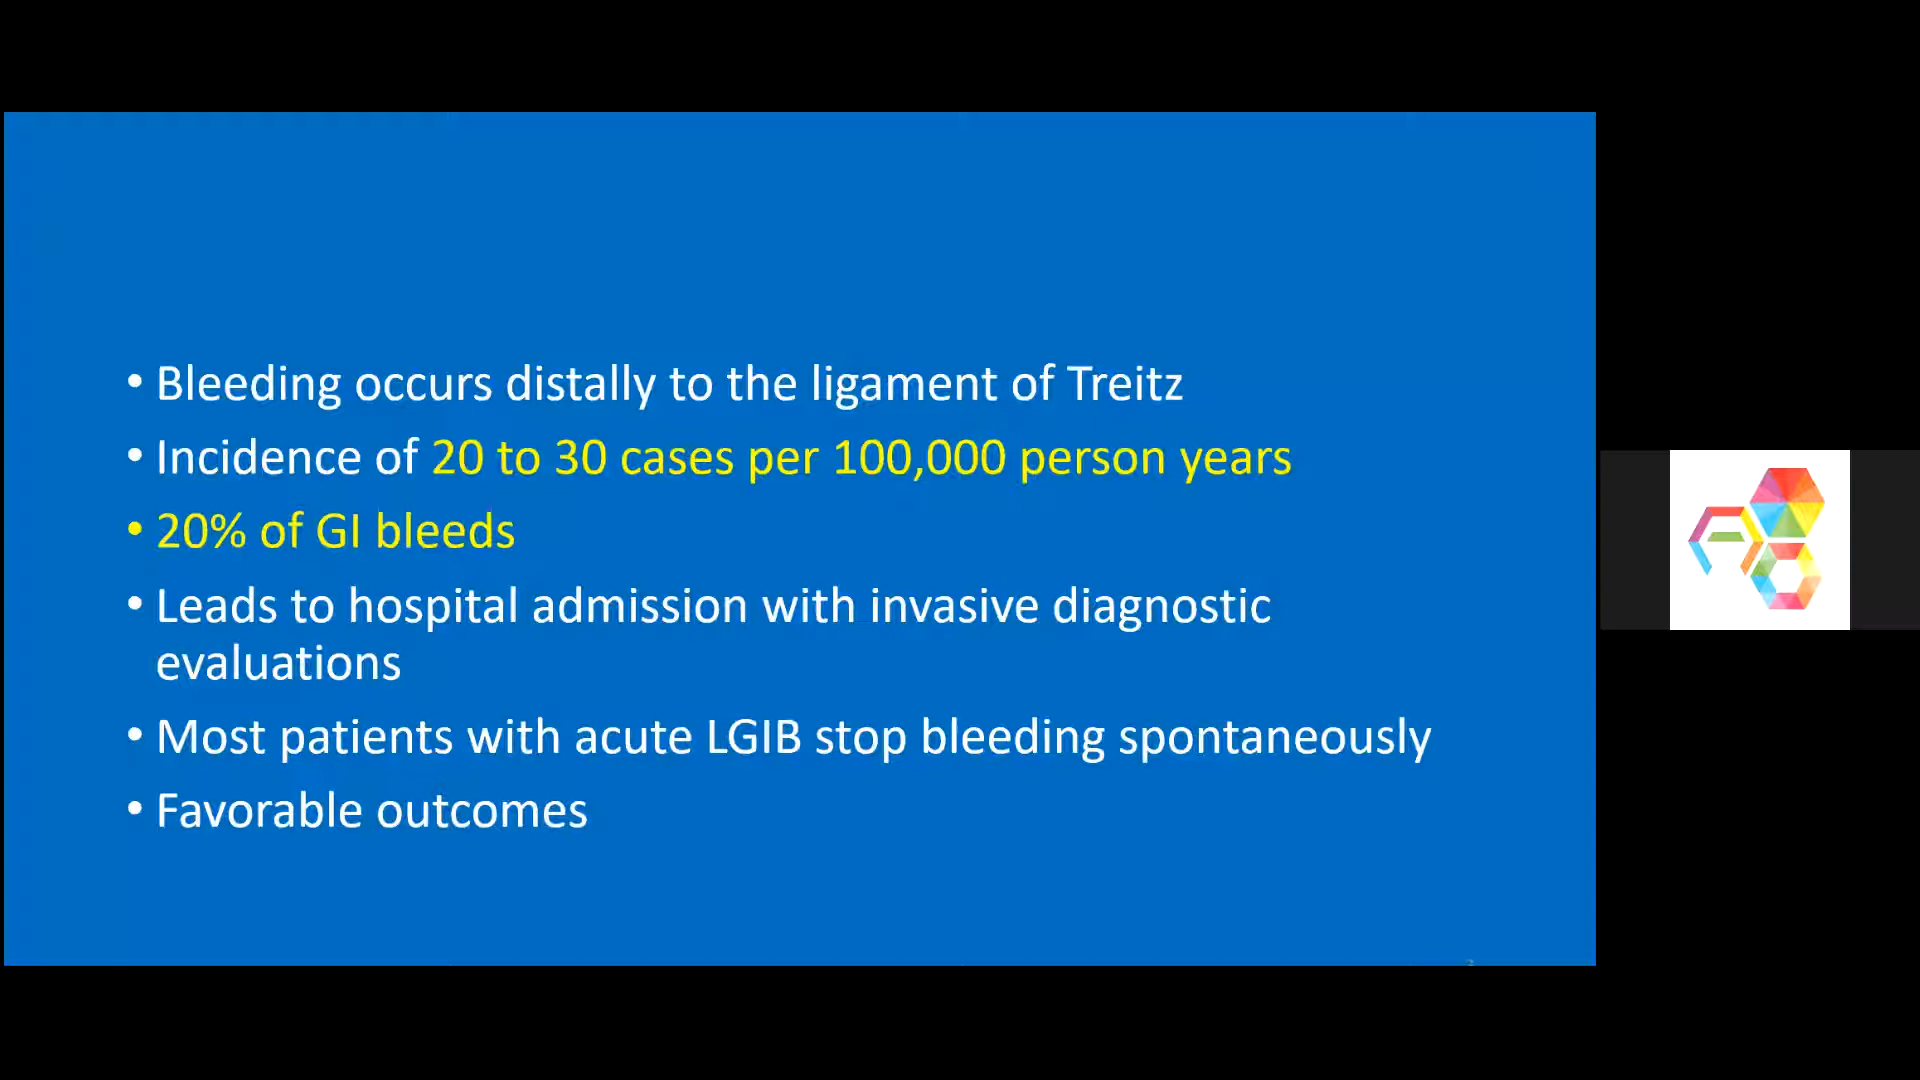 • Bleeding occurs distally to the ligament of Treitz
• Incidence of 20 to 30 cases per 100,000 person years
• 20% of GI bleeds
• Leads to hospital admission with invasive diagnostic
evaluations
• Most patients with acute LGIB stop bleeding spontaneously
• Favorable outcomes